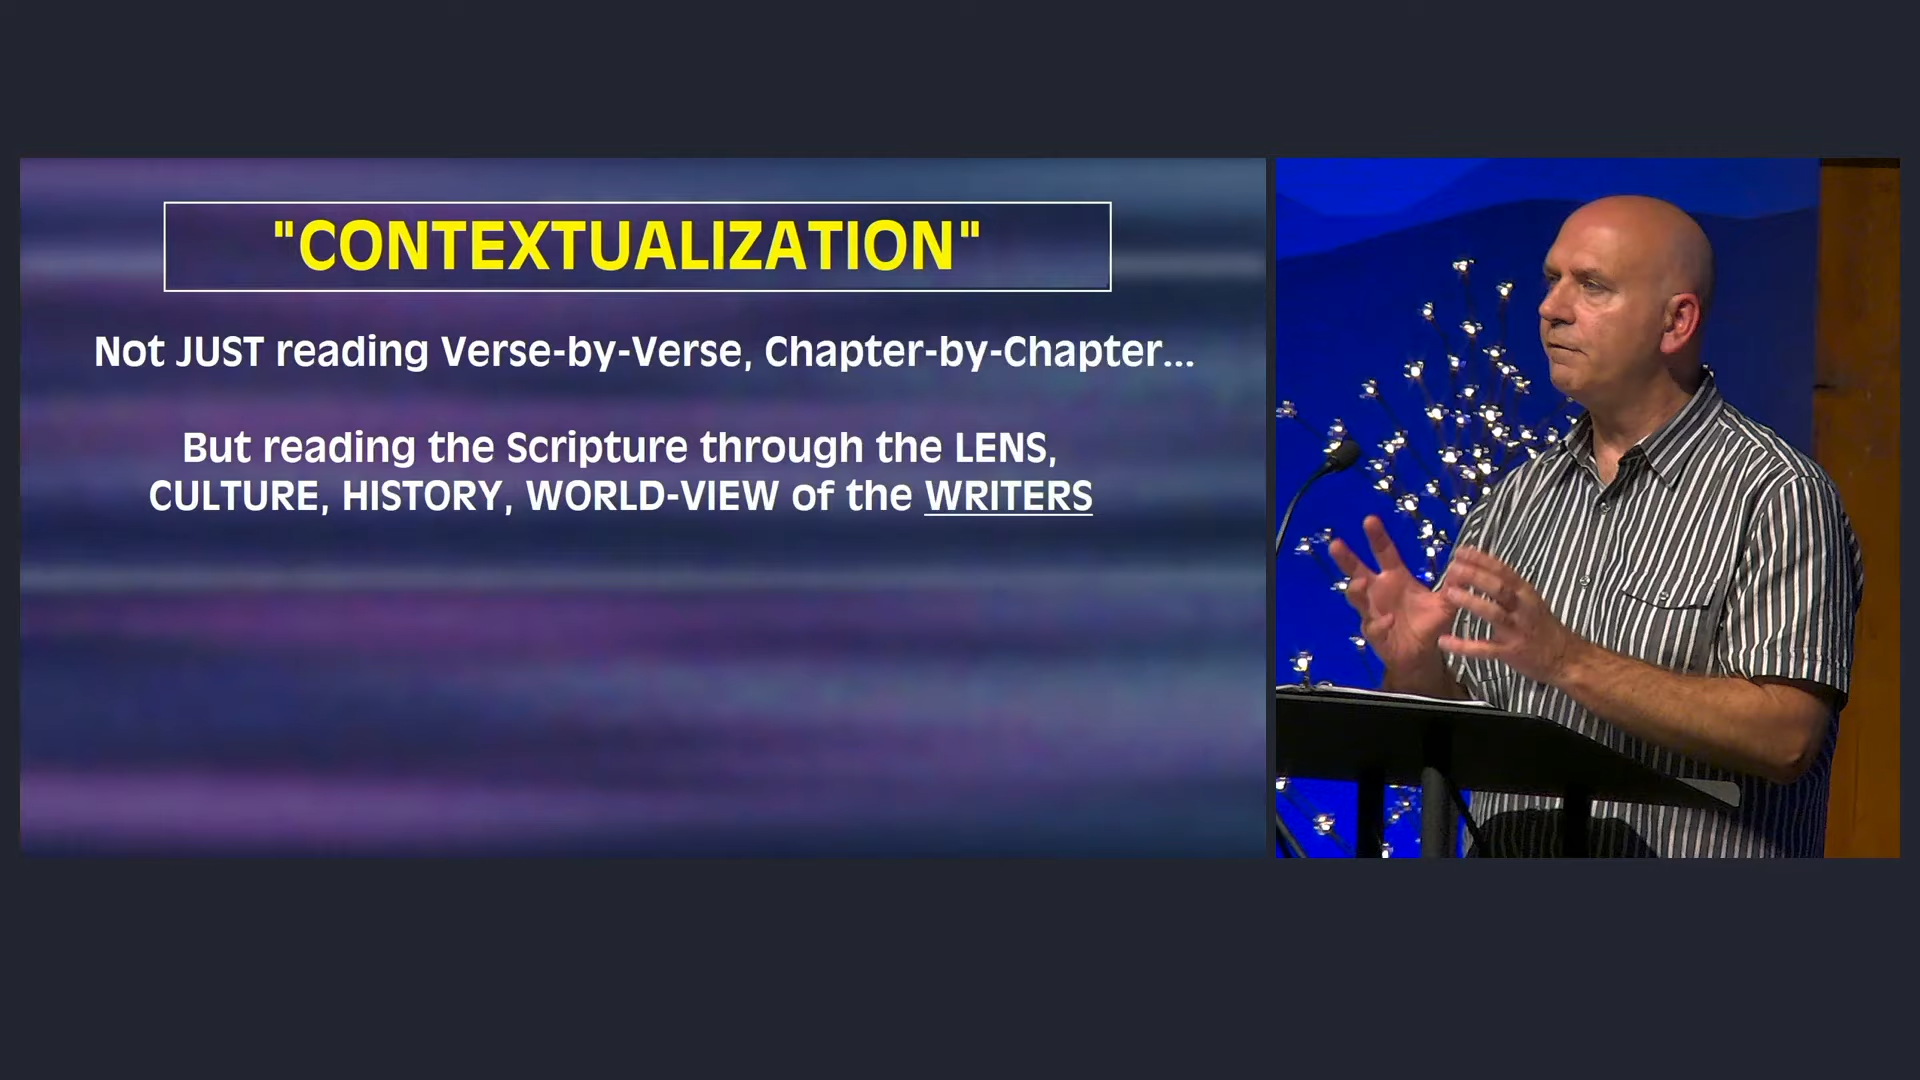 "CONTEXTUALIZATION"
Not JUST reading Verse-by-Verse, Chapter-by-Chapter...
But reading the Scripture through the LENS,
CULTURE, HISTORY, WORLD-VIEW of the WRITERS